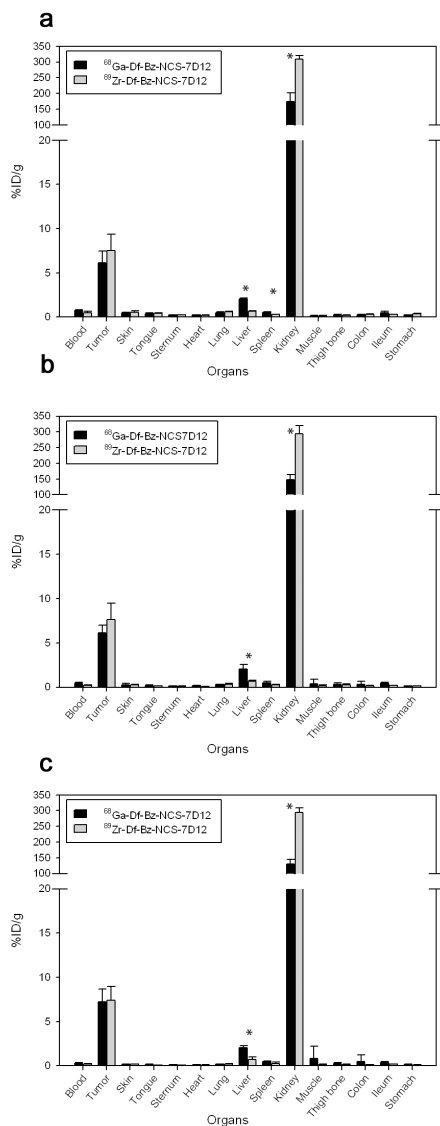 a
350
300
250
200
150
100
20
15
10
5
0
%ID/g
68Ga-Df-Bz-NCS-7D12
89Zr-Df-Bz-NCS-7D12
*
*
*
Blood Tumor Skin Tongue Sternum Heart Lung Liver Spleen Kidney Muscle Thigh bone Colon Ileum Stomach
Organs
b
350
300
250
200
150
100
20
15
10
5
0
%ID/g
68Ga-Df-Bz-NCS7D12
89Zr-Df-Bz-NCS-7D12
*
*
Blood Tumor Skin Tongue Sternum Heart Lung Liver Spleen Kidney Muscle Thigh bone Colon Ileum Stomach
Organs
c
350
300
250
200
150
100
20
15
10
5
0
%ID/g
68Ga-Df-Bz-NCS-7D12
89Zr-Df-Bz-NCS-7D12
*
*
Blood Tumor Skin Tongue Sternum Heart Lung Liver Spleen Kidney Muscle Thigh bone Colon Ileum Stomach
Organs